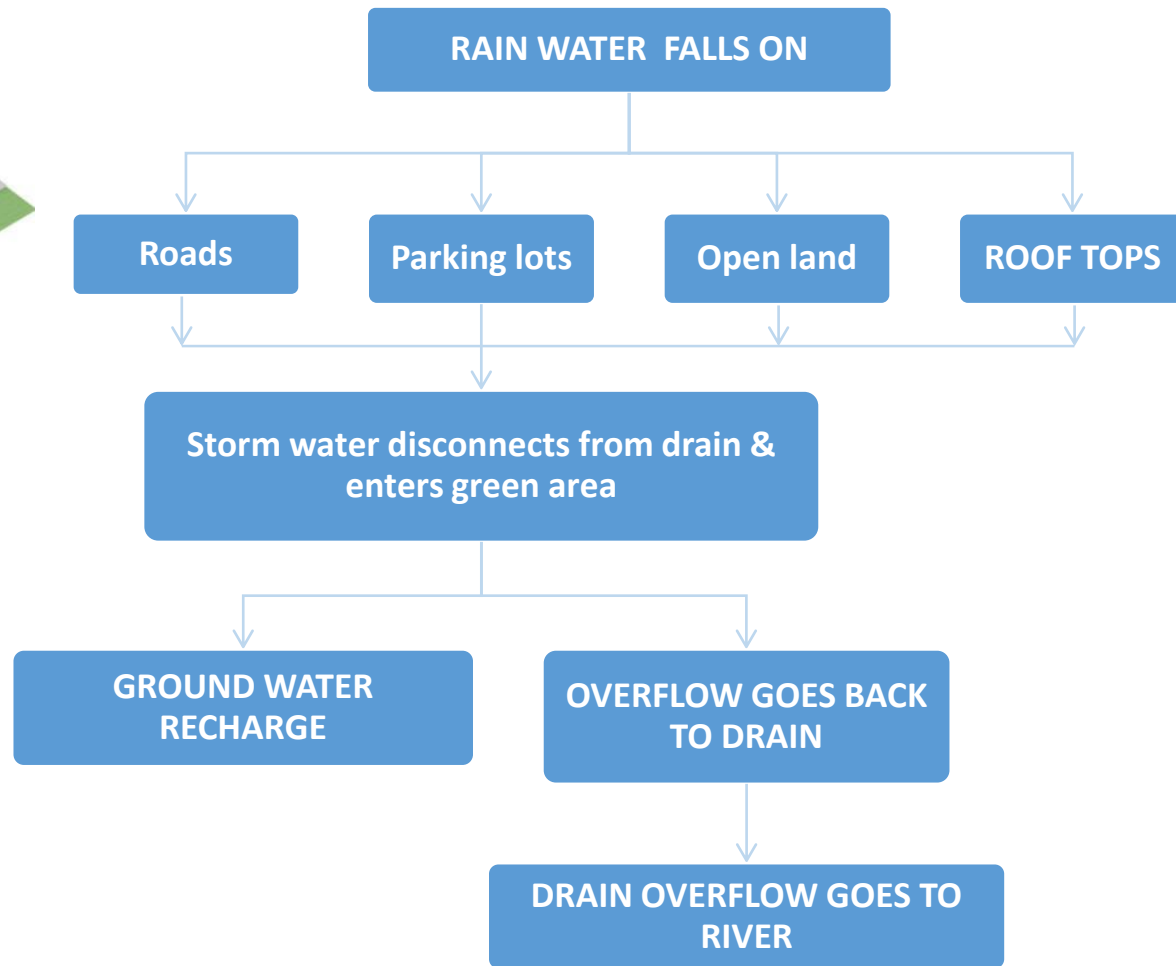 RAIN WATER  FALLS ON
Roads
Parking lots
Open land
ROOF TOPS
Storm water disconnects from drain &
enters green area
GROUND WATER
RECHARGE
OVERFLOW GOES BACK
TO DRAIN
DRAIN OVERFLOW GOES TO
RIVER